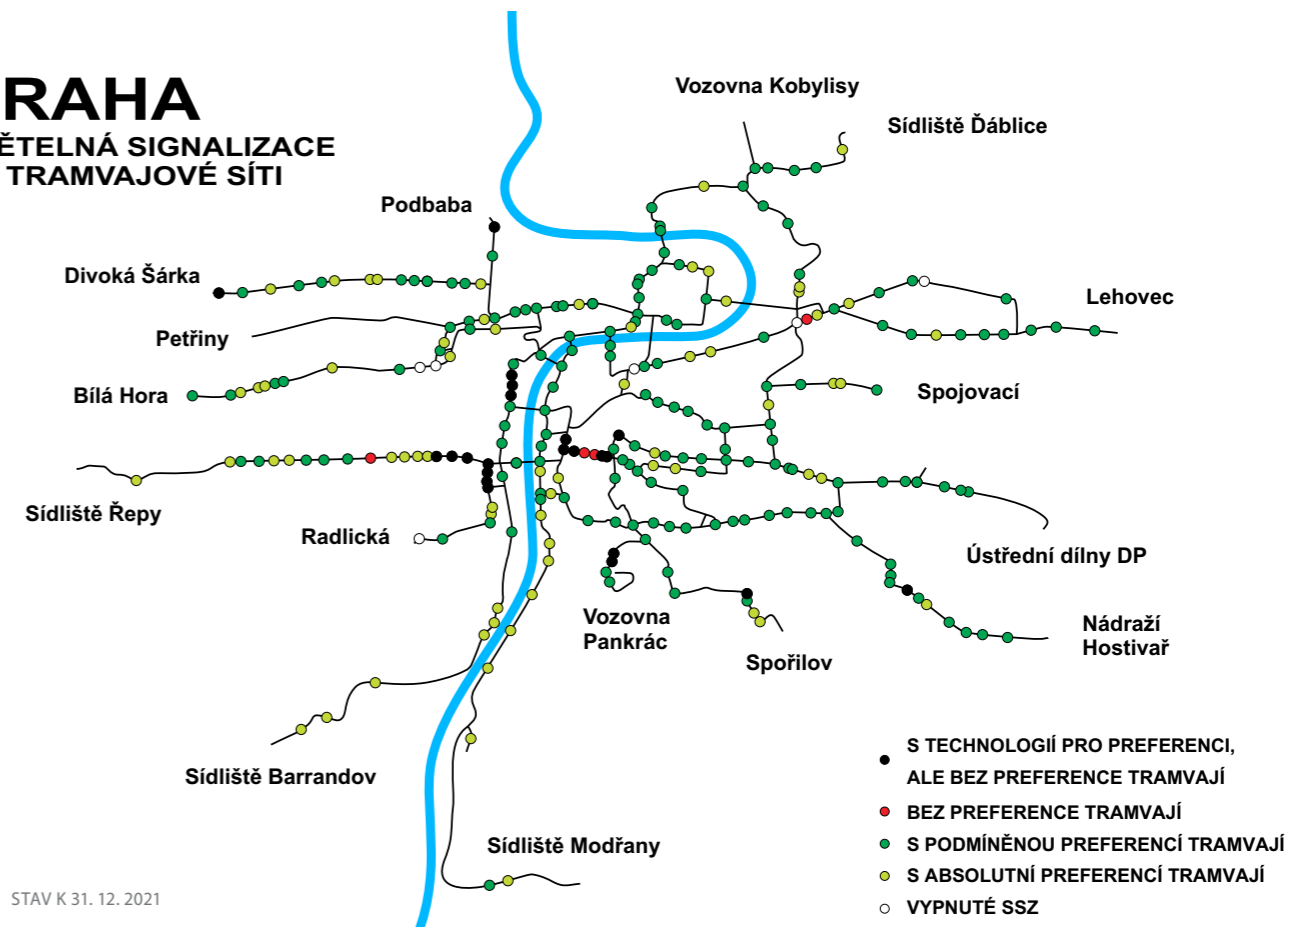 RAHA
ĚTELNÁ SIGNALIZACE
TRAMVAJOVÉ SÍTI
Vozovna Kobylisy
Sídliště Ďáblice
Podbaba
Divoká Šárka
Lehovec
Petřiny
Bílá Hora
Spojovací
Sídliště Řepy
Radlická
Ústřední dílny DP
Vozovna
Pankrác
Nádraží
Hostivař
Spořilov
Sídliště Barrandov
Sídliště Modřany
S TECHNOLOGIÍ PRO PREFERENCI,
ALE BEZ PREFERENCE TRAMVAJÍ
BEZ PREFERENCE TRAMVAJÍ
S PODMÍNĚNOU PREFERENCÍ TRAMVAJÍ
S ABSOLUTNÍ PREFERENCÍ TRAMVAJÍ
VYPNUTÉ SSZ
STAV K 31. 12. 2021